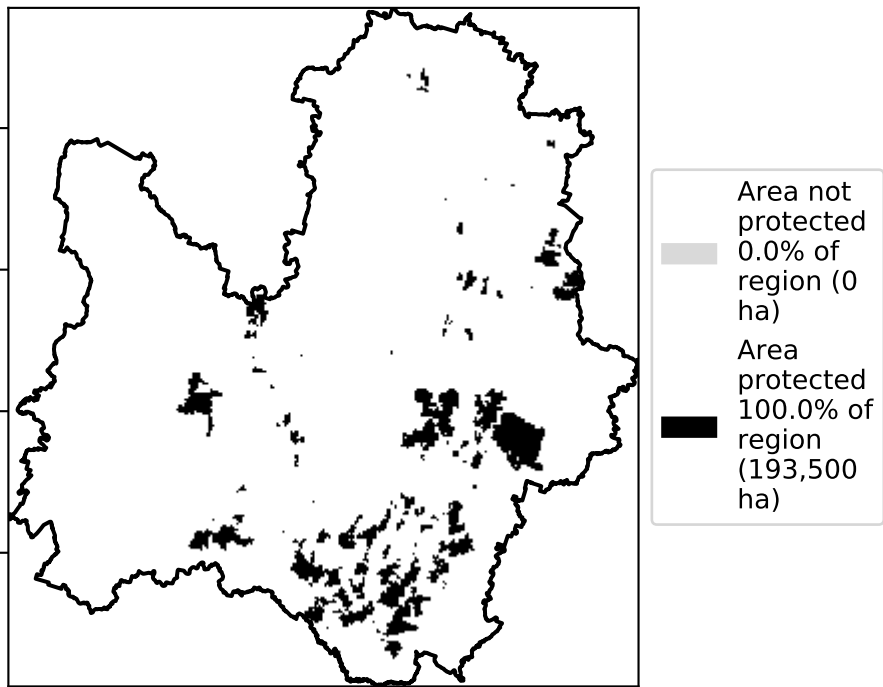 Area not
protected
0.0% of
region (0
ha)
Area
protected
100.0% of
region
(193,500
ha)